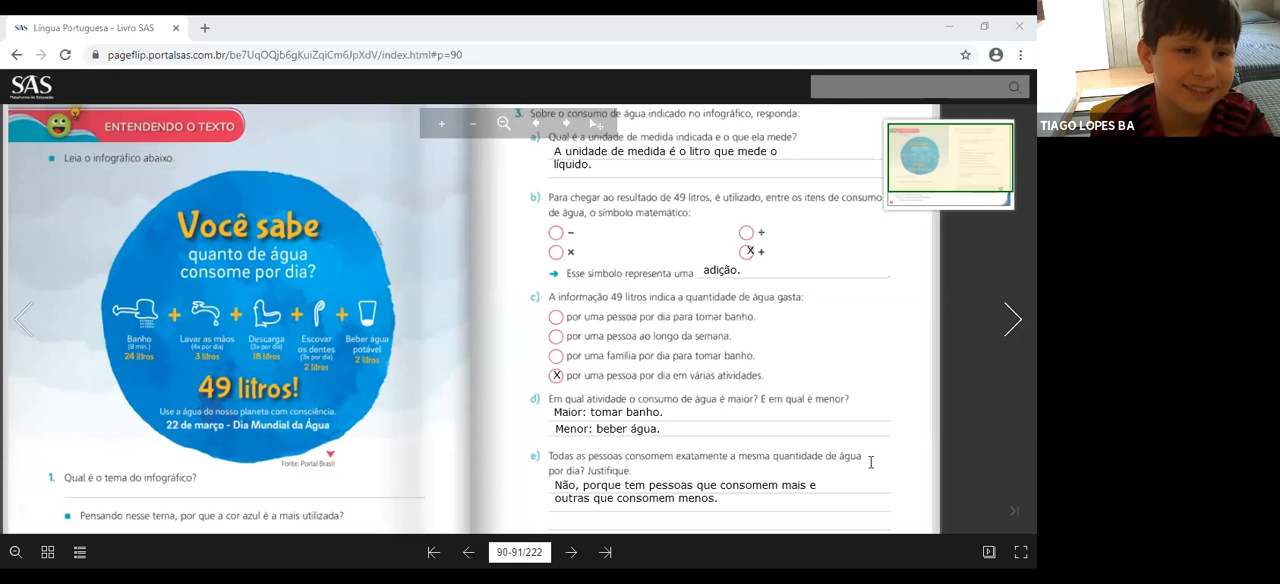 Língua Portuguesa - Livro SAS
pageflip.portalsas.com.br/be7UqOQjb6gKuiZqiCm6JpXdV/index.html#p=90
SAS
Plataforma de Educação
TIAGO LOPES BA
ENTENDENDO O TEXTO
Leia o infográfico abaixo.
Você sabe
quanto de água
consome por dia?
+ + + +
Banho
(8 min.)
24 litros
Lavar as mãos
(4x por dia)
3 litros
Descarga
(3x por dia)
18 litros
Escovar
os dentes
(3x por dia)
2 litros
Beber água
potável
2 litros
49 litros!
Use a água do nosso planeta com consciência.
22 de março - Dia Mundial da Água
Fonte: Portal Brasil
1. Qual é o tema do infográfico?
Pensando nesse tema, por que a cor azul é a mais utilizada?
3. Sobre o consumo de água indicado no infográfico, responda:
a) Qual é a unidade de medida indicada e o que ela mede?
A unidade de medida é o litro que mede o
líquido.
b) Para chegar ao resultado de 49 litros, é utilizado, entre os itens de consumo
de água, o símbolo matemático:
– ÷
× X +
Esse símbolo representa uma adição.
c) A informação 49 litros indica a quantidade de água gasta:
por uma pessoa por dia para tomar banho.
por uma pessoa ao longo da semana.
por uma família por dia para tomar banho.
X por uma pessoa por dia em várias atividades.
d) Em qual atividade o consumo de água é maior? E em qual é menor?
Maior: tomar banho.
Menor: beber água.
e) Todas as pessoas consomem exatamente a mesma quantidade de água
por dia? Justifique.
Não, porque tem pessoas que consomem mais e
outras que consomem menos.
90-91/222